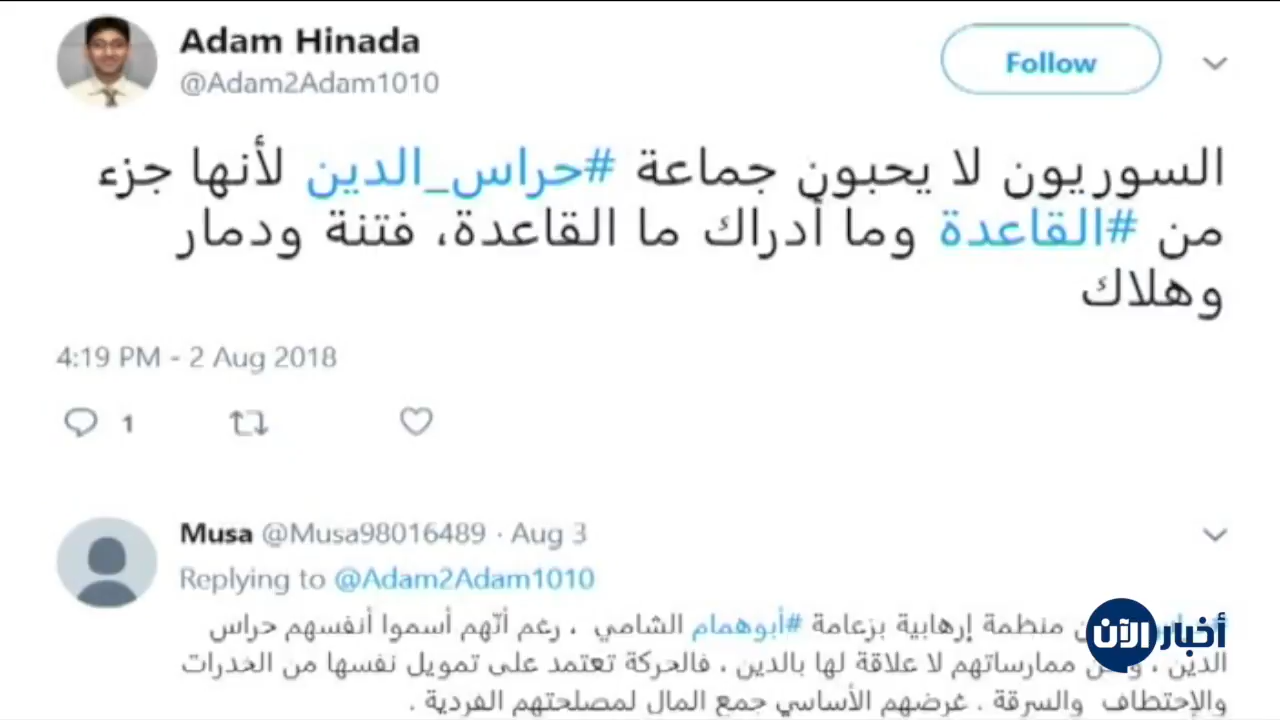 Adam Hinada
@Adam2Adam1010
Follow
السوريون لا يحبون جماعة #حراس_الدين لأنها جزء
من #القاعدة وما أدراك ما القاعدة، فتنة ودمار
وهلاك
4:19 PM - 2 Aug 2018
1
Musa @Musa98016489 · Aug 3
Replying to @Adam2Adam1010
منظمة إرهابية بزعامة #أبوهمام الشامي ، رغم أنّهم أسموا أنفسهم حراس
الدين ، ممارساتهم لا علاقة لها بالدين ، فالحركة تعتمد على تمويل نفسها من الخدرات
والإحتطاف والسرقة . غرضهم الأساسي جمع المال لمصلحتهم الفردية .
أخبار الآن